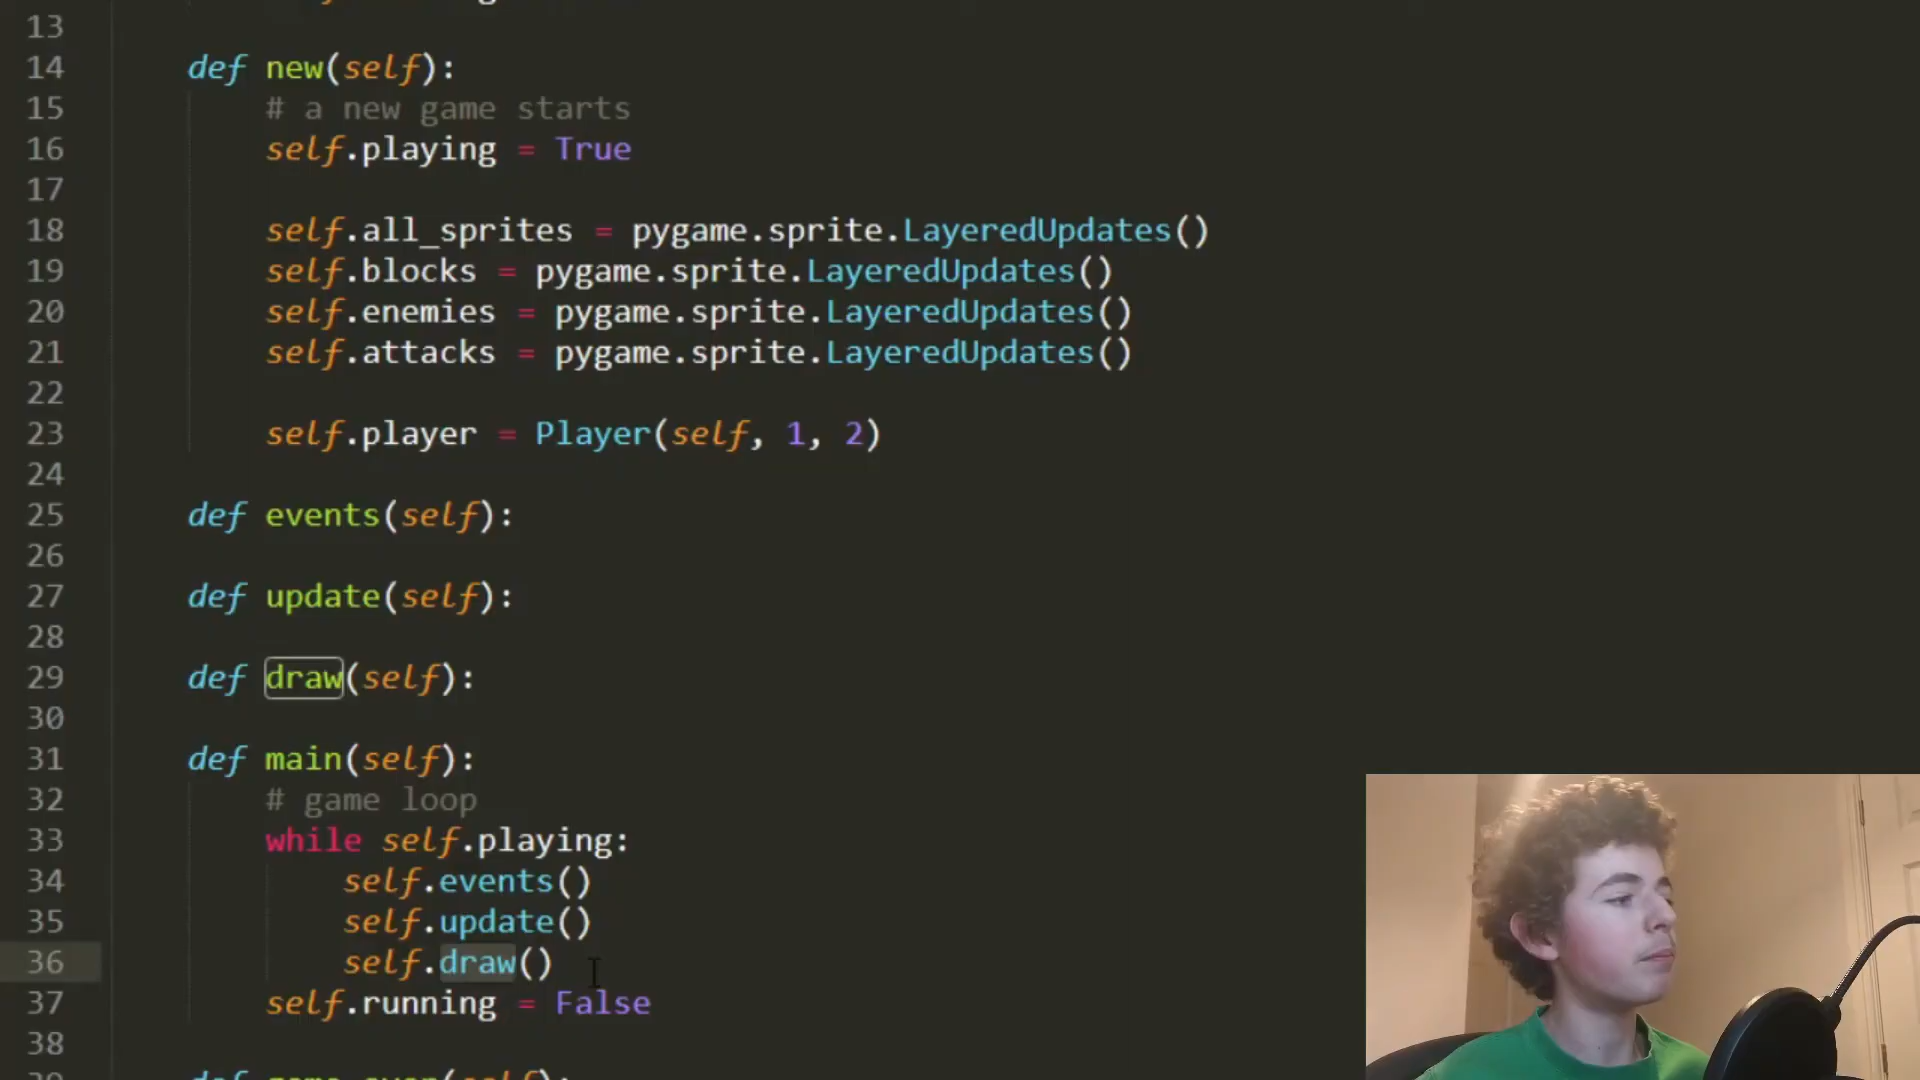 13
14 def new(self):
15 # a new game starts
16 self.playing = True
17
18 self.all_sprites = pygame.sprite.LayeredUpdates()
19 self.blocks = pygame.sprite.LayeredUpdates()
20 self.enemies = pygame.sprite.LayeredUpdates()
21 self.attacks = pygame.sprite.LayeredUpdates()
22
23 self.player = Player(self, 1, 2)
24
25 def events(self):
26
27 def update(self):
28
29 def draw(self):
30
31 def main(self):
32 # game loop
33 while self.playing:
34 self.events()
35 self.update()
36 self.draw()
37 self.running = False
38